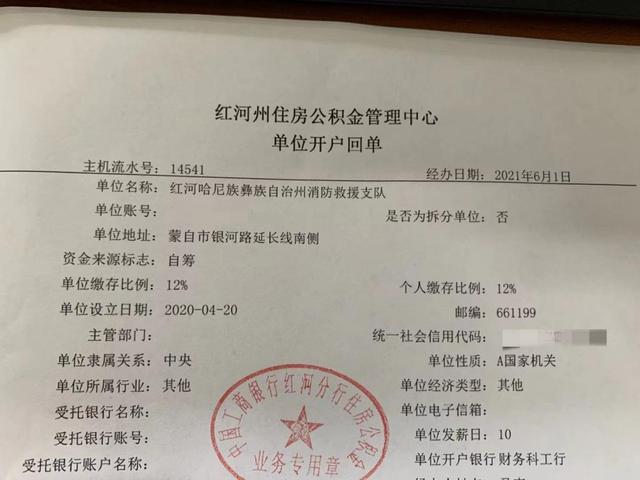 红河州住房公积金管理中心
单位开户回单
主机流水号：14541 经办日期：2021年6月1日
单位名称：红河哈尼族彝族自治州消防救援支队
单位账号： 是否为拆分单位：否
单位地址：蒙自市银河路延长线南侧
资金来源标志：自筹
单位缴存比例：12% 个人缴存比例：12%
单位设立日期：2020-04-20 邮编：661199
主管部门： 统一社会信用代码：
单位隶属关系：中央 单位性质：A国家机关
单位所属行业：其他 单位经济类型：其他
受托银行名称： 单位电子信箱：
受托银行账号： 单位发薪日：10
受托银行账户名称： 单位开户银行 财务科工行
中国工商银行红河分行住房公积金
业务专用章